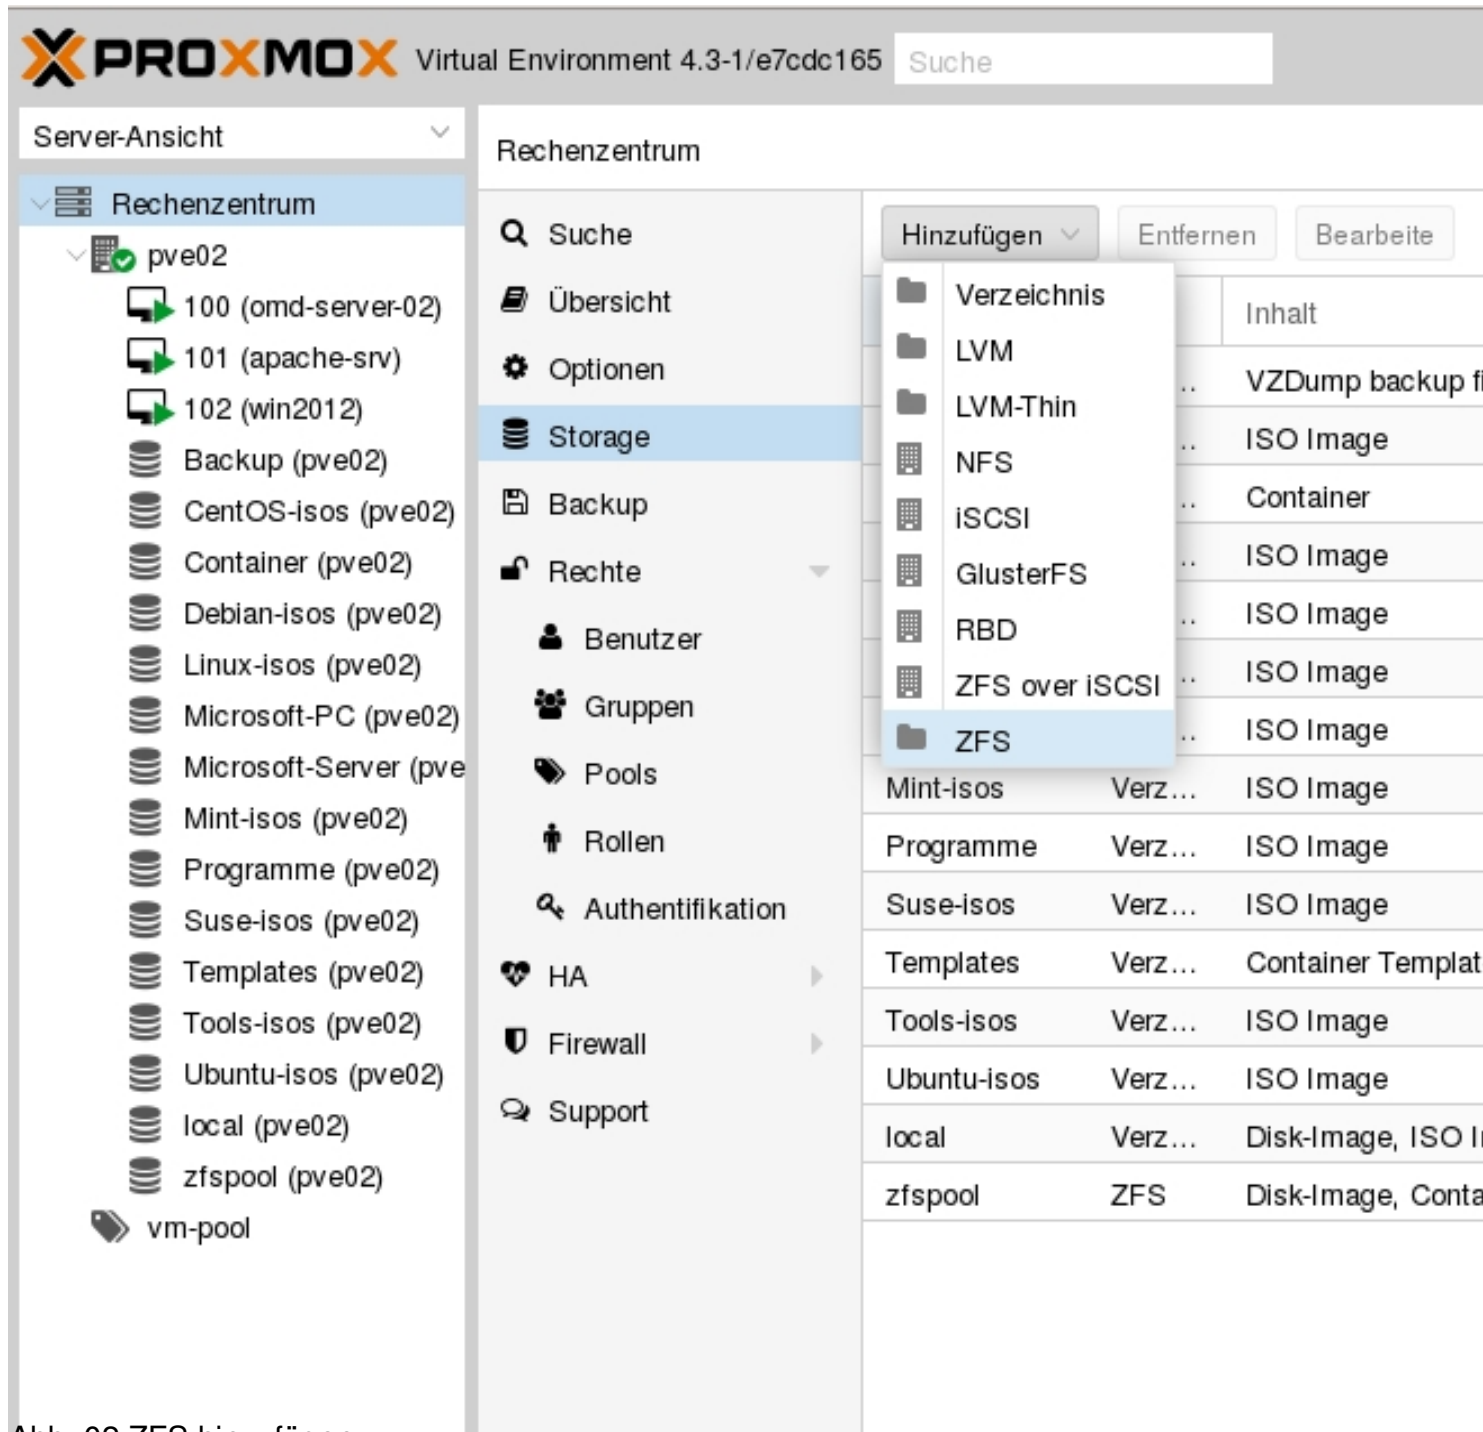 PROXMOX Virtual Environment 4.3-1/e7cdc165 Suche
Server-Ansicht
Rechenzentrum
pve02
100 (omd-server-02)
101 (apache-srv)
102 (win2012)
Backup (pve02)
CentOS-isos (pve02)
Container (pve02)
Debian-isos (pve02)
Linux-isos (pve02)
Microsoft-PC (pve02)
Microsoft-Server (pve
Mint-isos (pve02)
Programme (pve02)
Suse-isos (pve02)
Templates (pve02)
Tools-isos (pve02)
Ubuntu-isos (pve02)
local (pve02)
zfspool (pve02)
vm-pool
Rechenzentrum
Suche
Übersicht
Optionen
Storage
Backup
Rechte
Benutzer
Gruppen
Pools
Rollen
Authentifikation
HA
Firewall
Support
Hinzufügen Entfernen Bearbeite
Verzeichnis
LVM
LVM-Thin
NFS
iSCSI
GlusterFS
RBD
ZFS over iSCSI
ZFS
Inhalt
.. VZDump backup fi
.. ISO Image
.. Container
.. ISO Image
.. ISO Image
.. ISO Image
.. ISO Image
Mint-isos Verz... ISO Image
Programme Verz... ISO Image
Suse-isos Verz... ISO Image
Templates Verz... Container Templat
Tools-isos Verz... ISO Image
Ubuntu-isos Verz... ISO Image
local Verz... Disk-Image, ISO I
zfspool ZFS Disk-Image, Conta